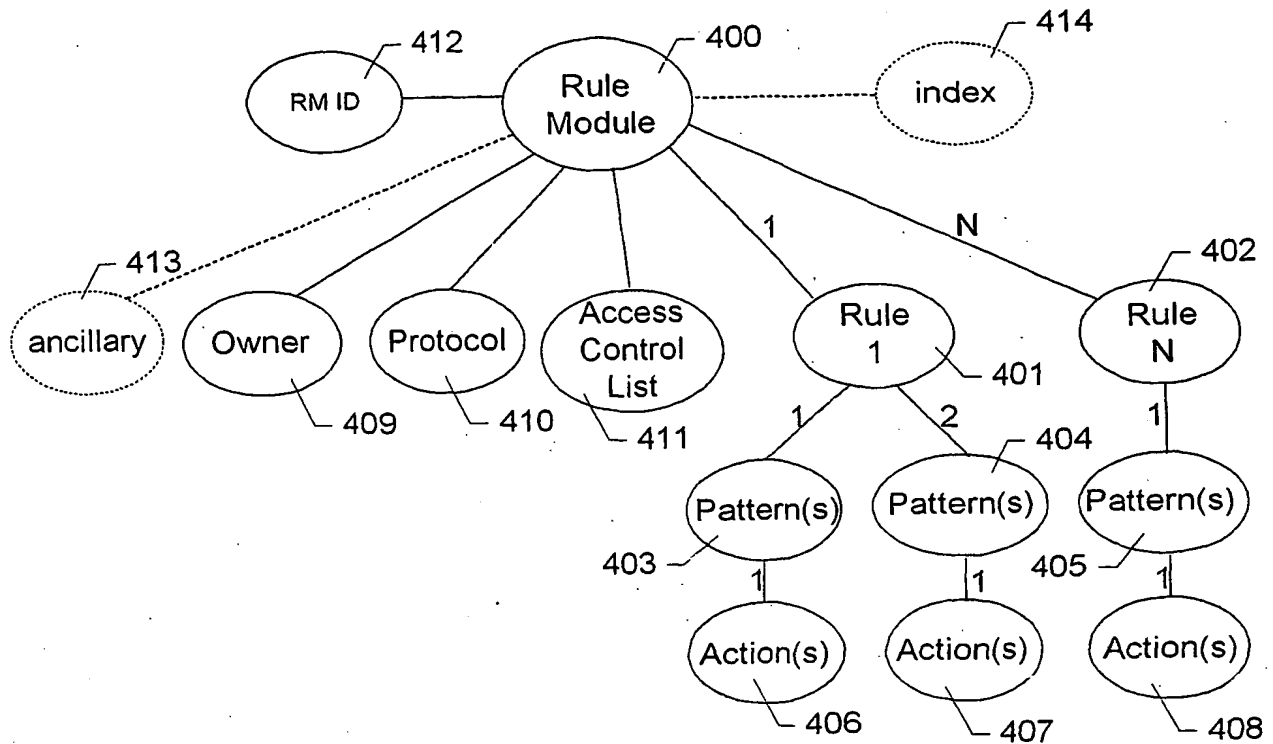 412
400
414
RM ID
Rule
Module
index
1
N
413
402
ancillary
Owner
Protocol
Access
Control
List
Rule
1
Rule
N
401
409
410
411
1
2
404
1
Pattern(s)
Pattern(s)
Pattern(s)
403
405
1
1
1
Action(s)
Action(s)
Action(s)
406
407
408